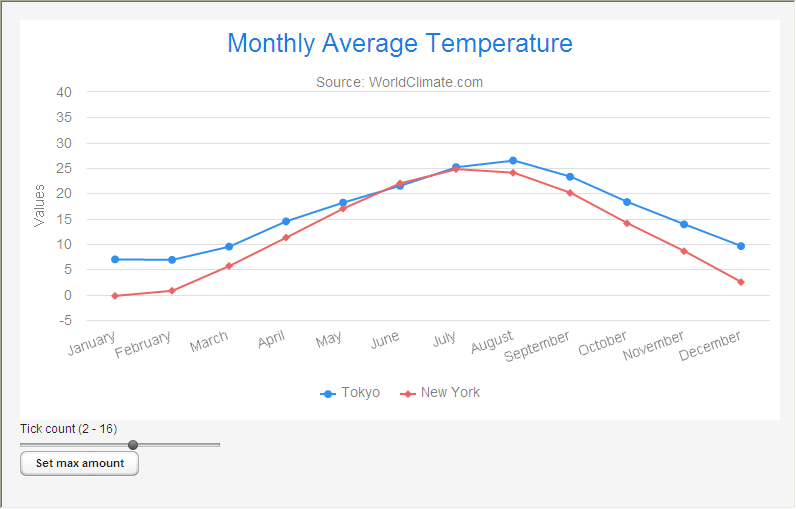 Monthly Average Temperature
Source: WorldClimate.com
40
35
30
25
20
15
10
5
0
-5
Values
January
February
March
April
May
June
July
August
September
October
November
December
Tokyo
New York
Tick count (2 - 16)
Set max amount